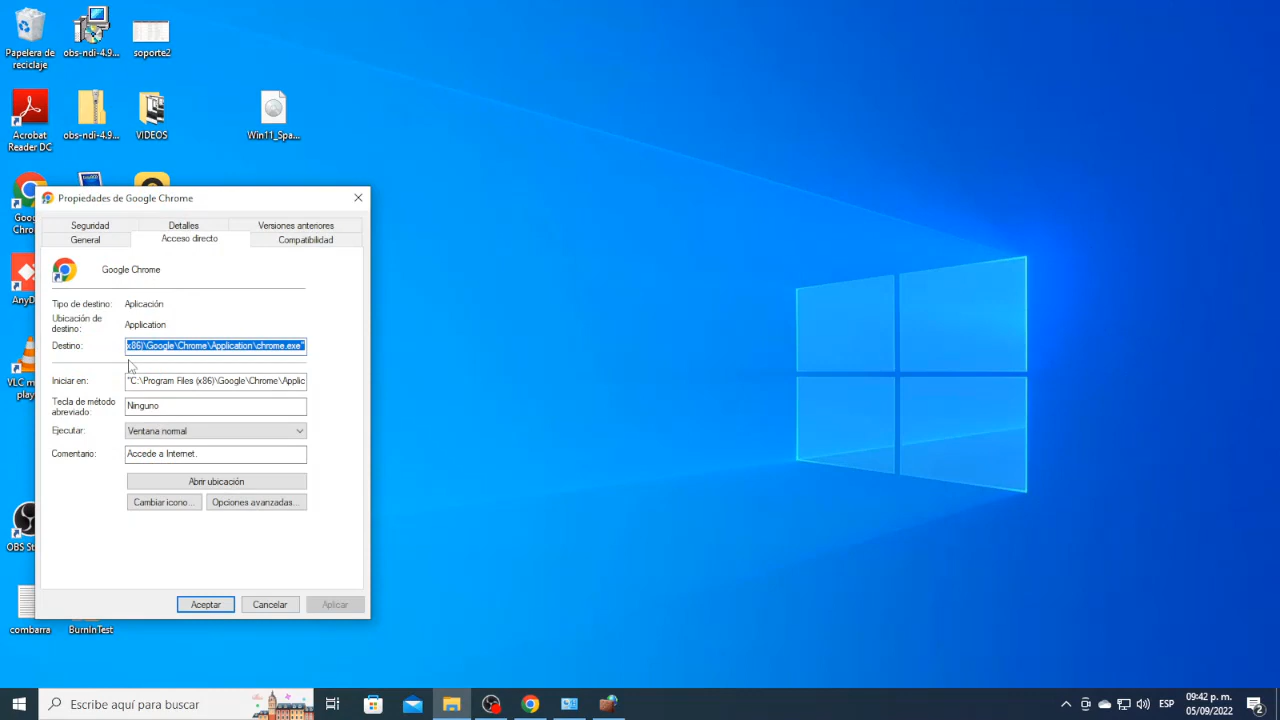 Papelera de
reciclaje
obs-ndi-4.9...
soporte2
Acrobat
Reader DC
obs-ndi-4.9...
VIDEOS
Win11_Spa...
Goo
Chro
AnyD
VLC m
play
OBS St
combarra
BurnInTest
Propiedades de Google Chrome
Seguridad
Detalles
Versiones anteriores
General
Acceso directo
Compatibilidad
Google Chrome
Tipo de destino:
Aplicación
Ubicación de
destino:
Application
Destino:
x86)\Google\Chrome\Application\chrome.exe"
Iniciar en:
"C:\Program Files (x86)\Google\Chrome\Applic
Tecla de método
abreviado:
Ninguno
Ejecutar:
Ventana normal
Comentario:
Accede a Internet.
Abrir ubicación
Cambiar icono...
Opciones avanzadas...
Aceptar
Cancelar
Aplicar
Escribe aquí para buscar
ESP
09:42 p. m.
05/09/2022
2